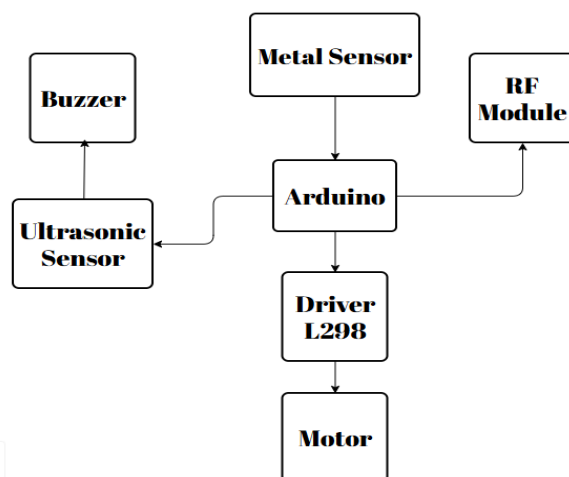 Metal Sensor
Buzzer
RF
Module
Arduino
Ultrasonic
Sensor
Driver
L298
Motor